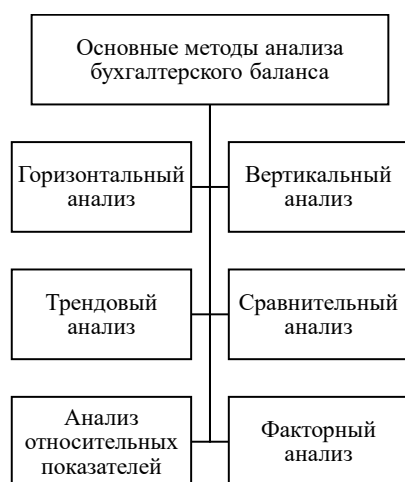 Основные методы анализа
бухгалтерского баланса
Горизонтальный
анализ
Вертикальный
анализ
Трендовый
анализ
Сравнительный
анализ
Анализ
относительных
показателей
Факторный
анализ